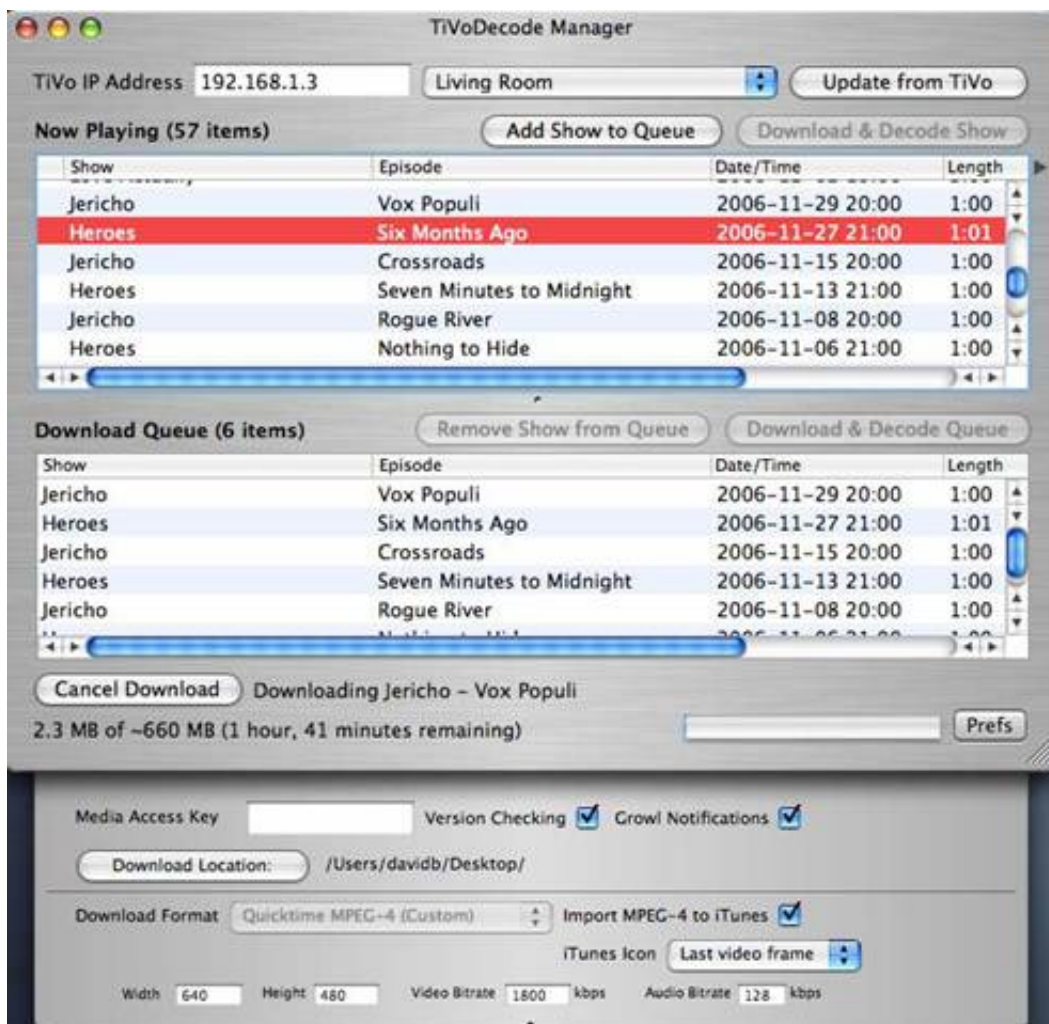 TiVoDecode Manager
TiVo IP Address 192.168.1.3 Living Room Update from TiVo
Now Playing (57 items) Add Show to Queue Download & Decode Show
Show Episode Date/Time Length
Jericho Vox Populi 2006-11-29 20:00 1:00
Heroes Six Months Ago 2006-11-27 21:00 1:01
Jericho Crossroads 2006-11-15 20:00 1:00
Heroes Seven Minutes to Midnight 2006-11-13 21:00 1:00
Jericho Rogue River 2006-11-08 20:00 1:00
Heroes Nothing to Hide 2006-11-06 21:00 1:00
Download Queue (6 items) Remove Show from Queue Download & Decode Queue
Show Episode Date/Time Length
Jericho Vox Populi 2006-11-29 20:00 1:00
Heroes Six Months Ago 2006-11-27 21:00 1:01
Jericho Crossroads 2006-11-15 20:00 1:00
Heroes Seven Minutes to Midnight 2006-11-13 21:00 1:00
Jericho Rogue River 2006-11-08 20:00 1:00
Cancel Download Downloading Jericho - Vox Populi
2.3 MB of ~660 MB (1 hour, 41 minutes remaining) Prefs
Media Access Key Version Checking Growl Notifications
Download Location: /Users/davidb/Desktop/
Download Format Quicktime MPEG-4 (Custom) Import MPEG-4 to iTunes
iTunes Icon Last video frame
Width 640 Height 480 Video Bitrate 1800 kbps Audio Bitrate 128 kbps